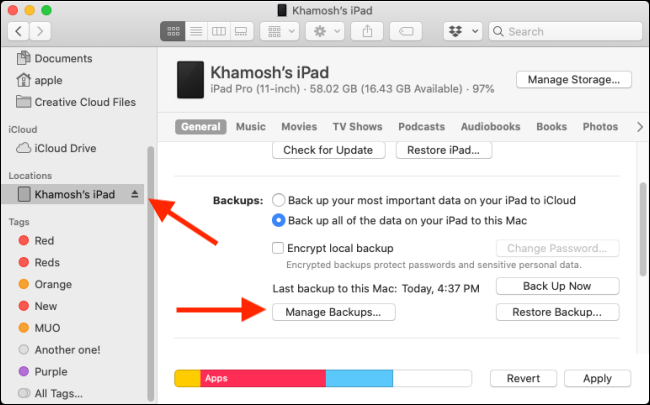 Khamosh's iPad
Search
Documents
apple
Creative Cloud Files
iCloud
iCloud Drive
Locations
Khamosh's iPad
Tags
Red
Reds
Orange
New
MUO
Another one!
Purple
All Tags...
Khamosh's iPad
iPad Pro (11-inch) · 58.02 GB (16.43 GB Available) · 97%
Manage Storage...
General Music Movies TV Shows Podcasts Audiobooks Books Photos
Check for Update Restore iPad...
Backups: Back up your most important data on your iPad to iCloud
Back up all of the data on your iPad to this Mac
Encrypt local backup Change Password...
Encrypted backups protect passwords and sensitive personal data.
Last backup to this Mac: Today, 4:37 PM Back Up Now
Manage Backups... Restore Backup...
Apps Revert Apply